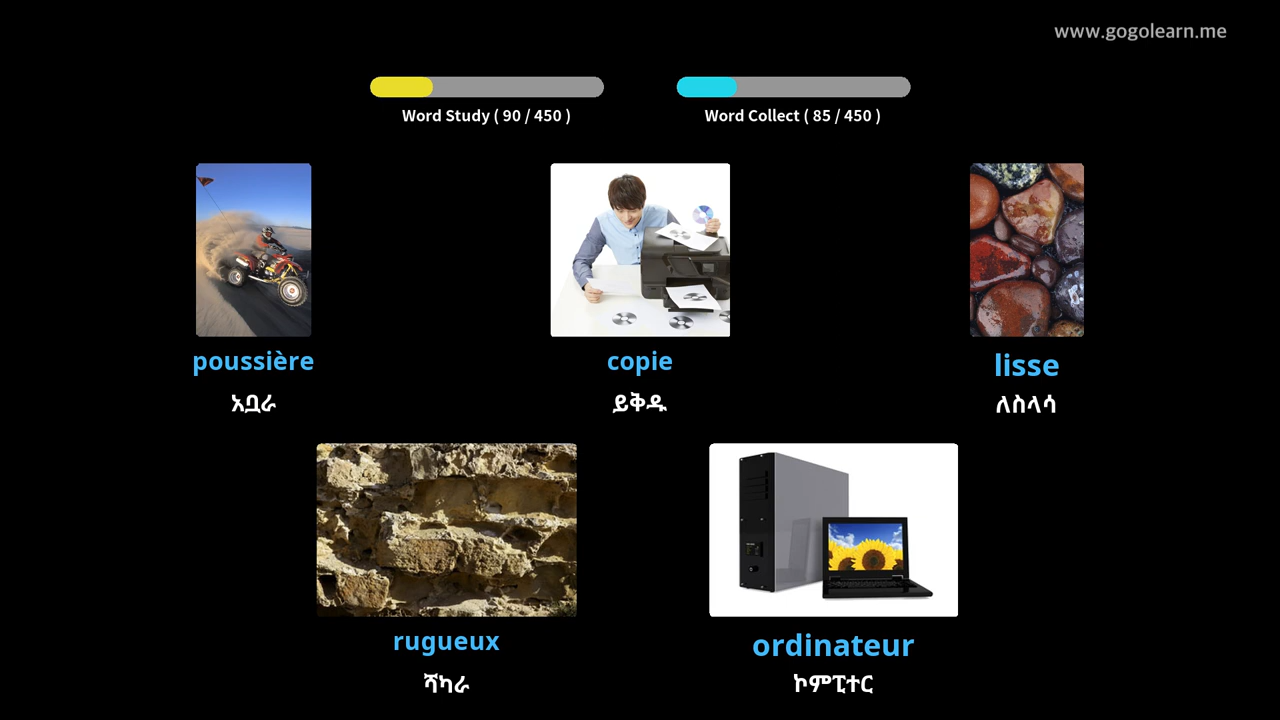 www.gogolearn.me
Word Study ( 90 / 450 )
Word Collect ( 85 / 450 )
poussière
copie
lisse
አቧራ
ይቅዱ
ለስላሳ
rugueux
ordinateur
ሻካራ
ኮምፒተር